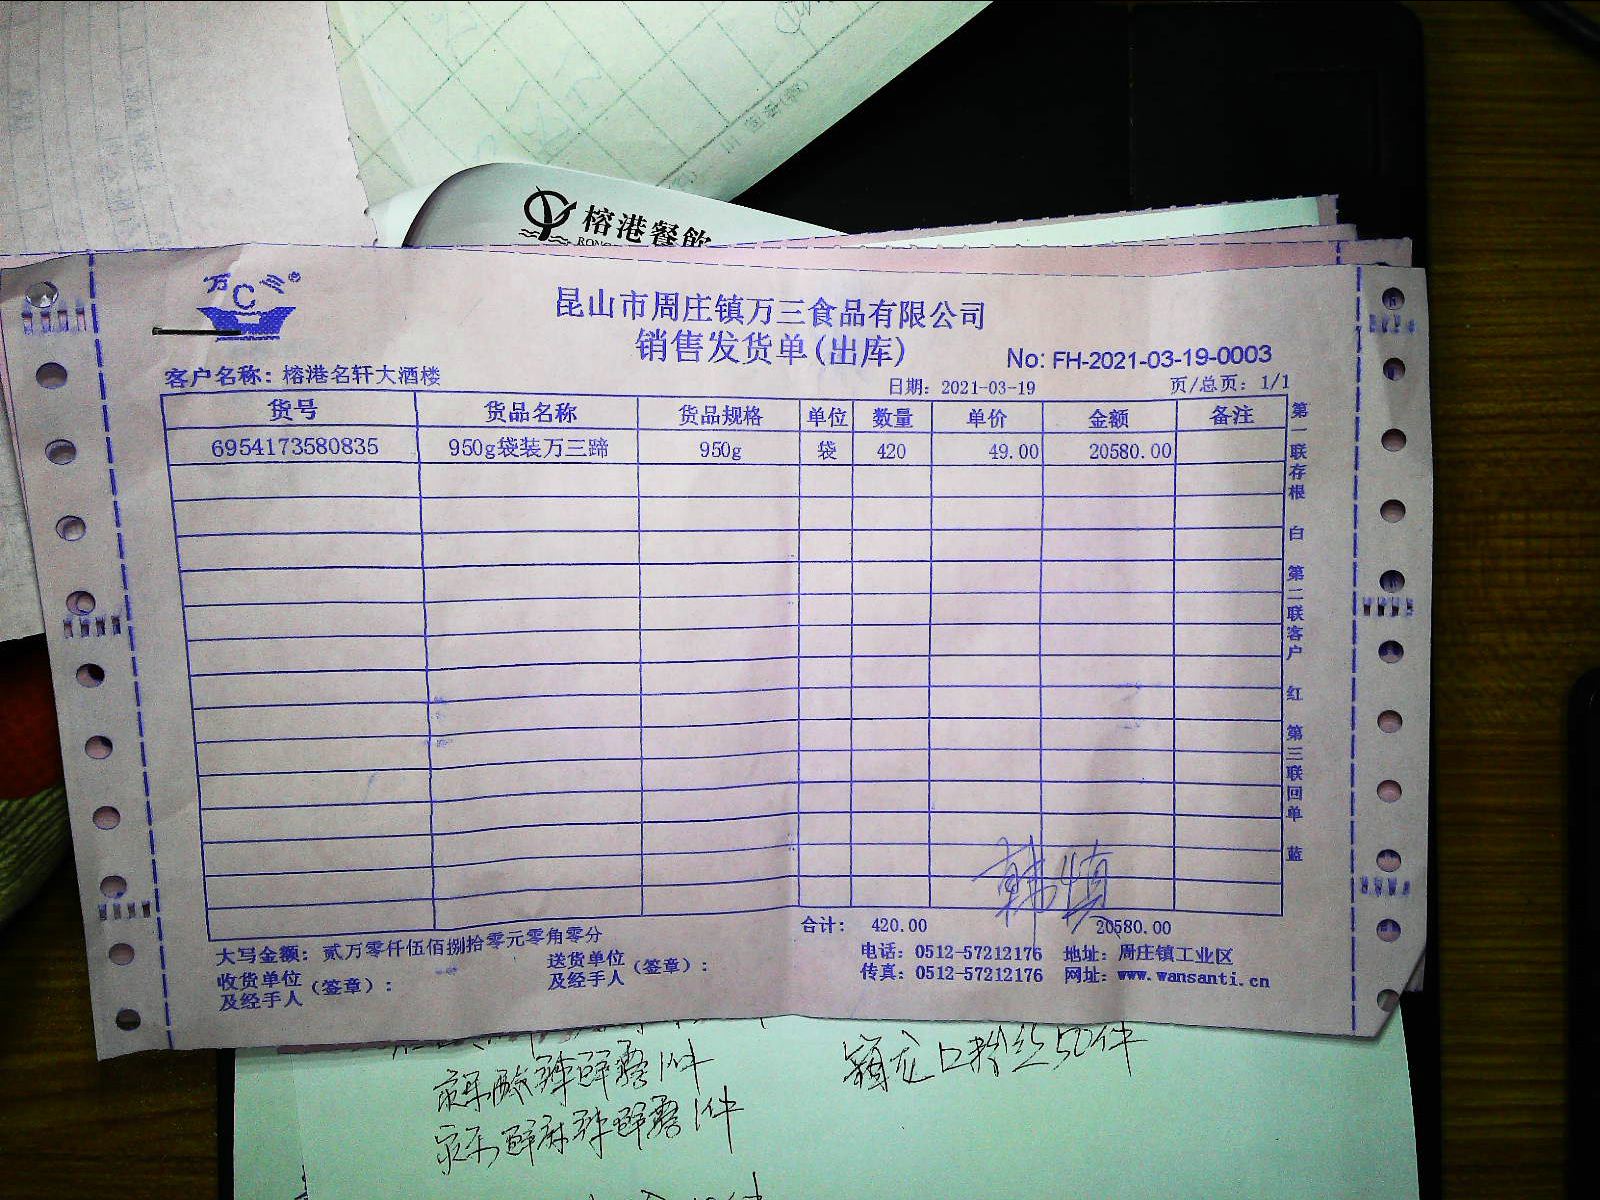 榕港餐飲
万三
C
昆山市周庄镇万三食品有限公司
销售发货单(出库)
No: FH-2021-03-19-0003
客户名称: 榕港名轩大酒楼
日期: 2021-03-19
页/总页: 1/1
货号 货品名称 货品规格 单位 数量 单价 金额 备注
6954173580835 950g袋装万三蹄 950g 袋 420 49.00 20580.00
第一联存根 白 第二联客户 红 第三联回单 蓝
韩慎
合计: 420.00 20580.00
大写金额: 贰万零仟伍佰捌拾零元零角零分
收货单位及经手人(签章):
送货单位及经手人(签章):
电话: 0512-57212176 地址: 周庄镇工业区
传真: 0512-57212176 网址: www.wansanti.cn
龙口粉丝50件